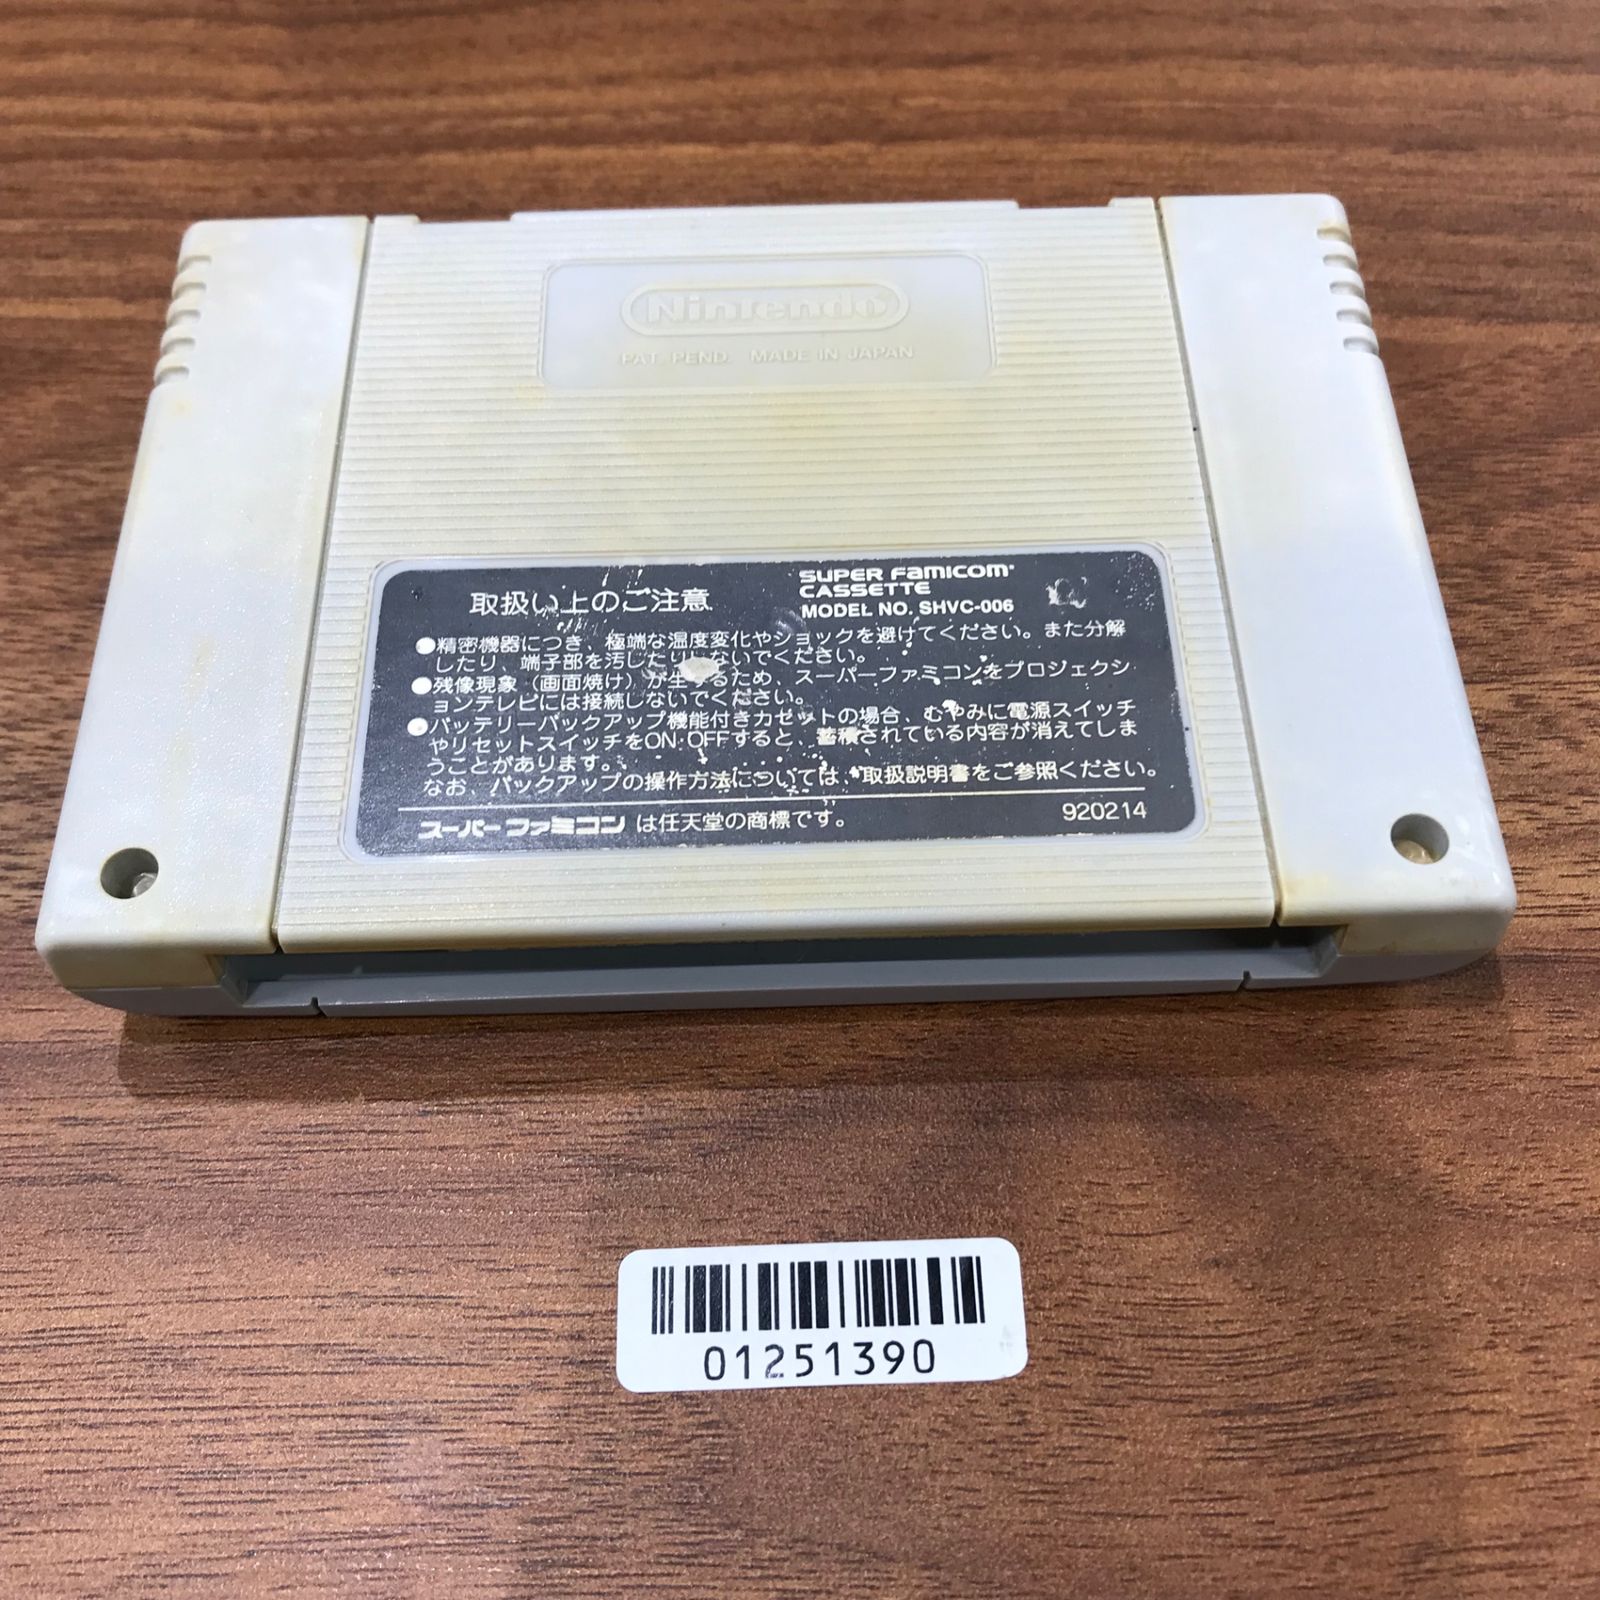 Nintendo
PAT. PEND. MADE IN JAPAN
取扱い上のご注意
SUPER FAMICOM
CASSETTE
MODEL NO. SHVC-006
●精密機器につき、極端な温度変化やショックを避けてください。また分解
したり、端子部を汚したりしないでください。
●残像現象（画面焼け）が生ずるため、スーパーファミコンをプロジェクシ
ョンテレビには接続しないでください。
●バッテリーバックアップ機能付きカセットの場合、むやみに電源スイッチ
やリセットスイッチをON・OFFすると、蓄積されている内容が消えてしま
うことがあります。
なお、バックアップの操作方法については、取扱説明書をご参照ください。
スーパーファミコンは任天堂の商標です。
920214
01251390